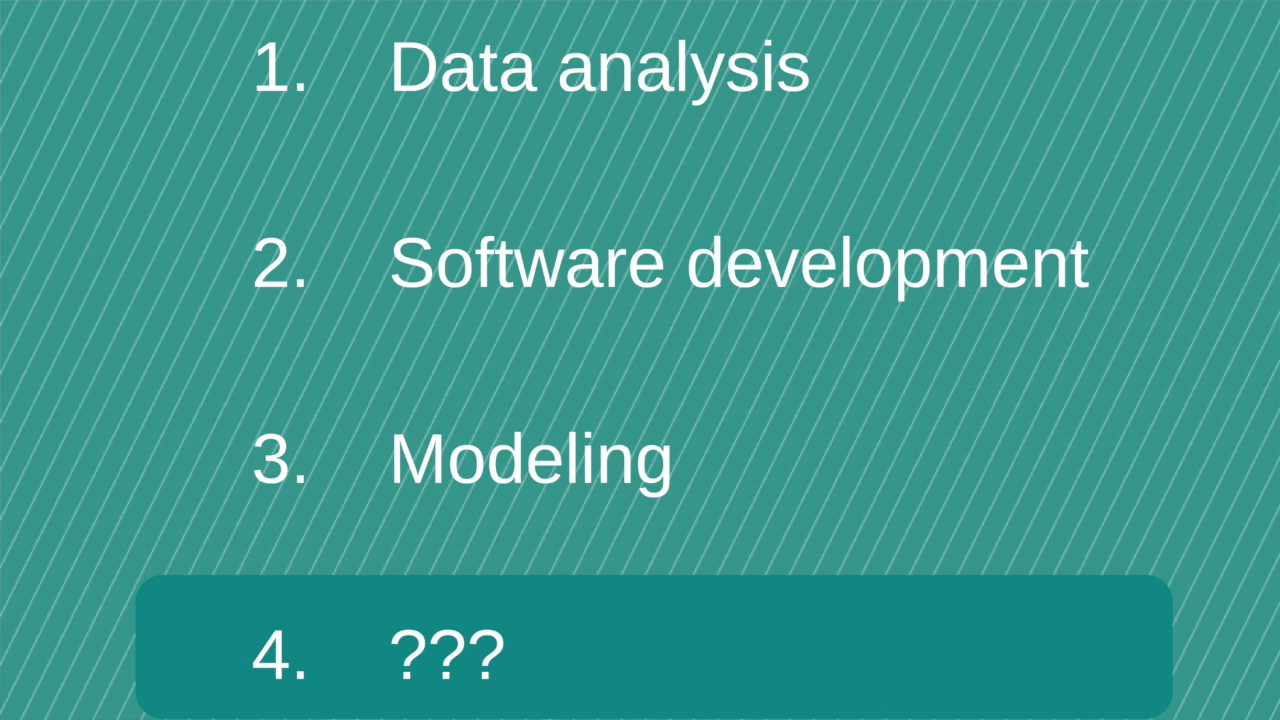 1. Data analysis
2. Software development
3. Modeling
4. ???